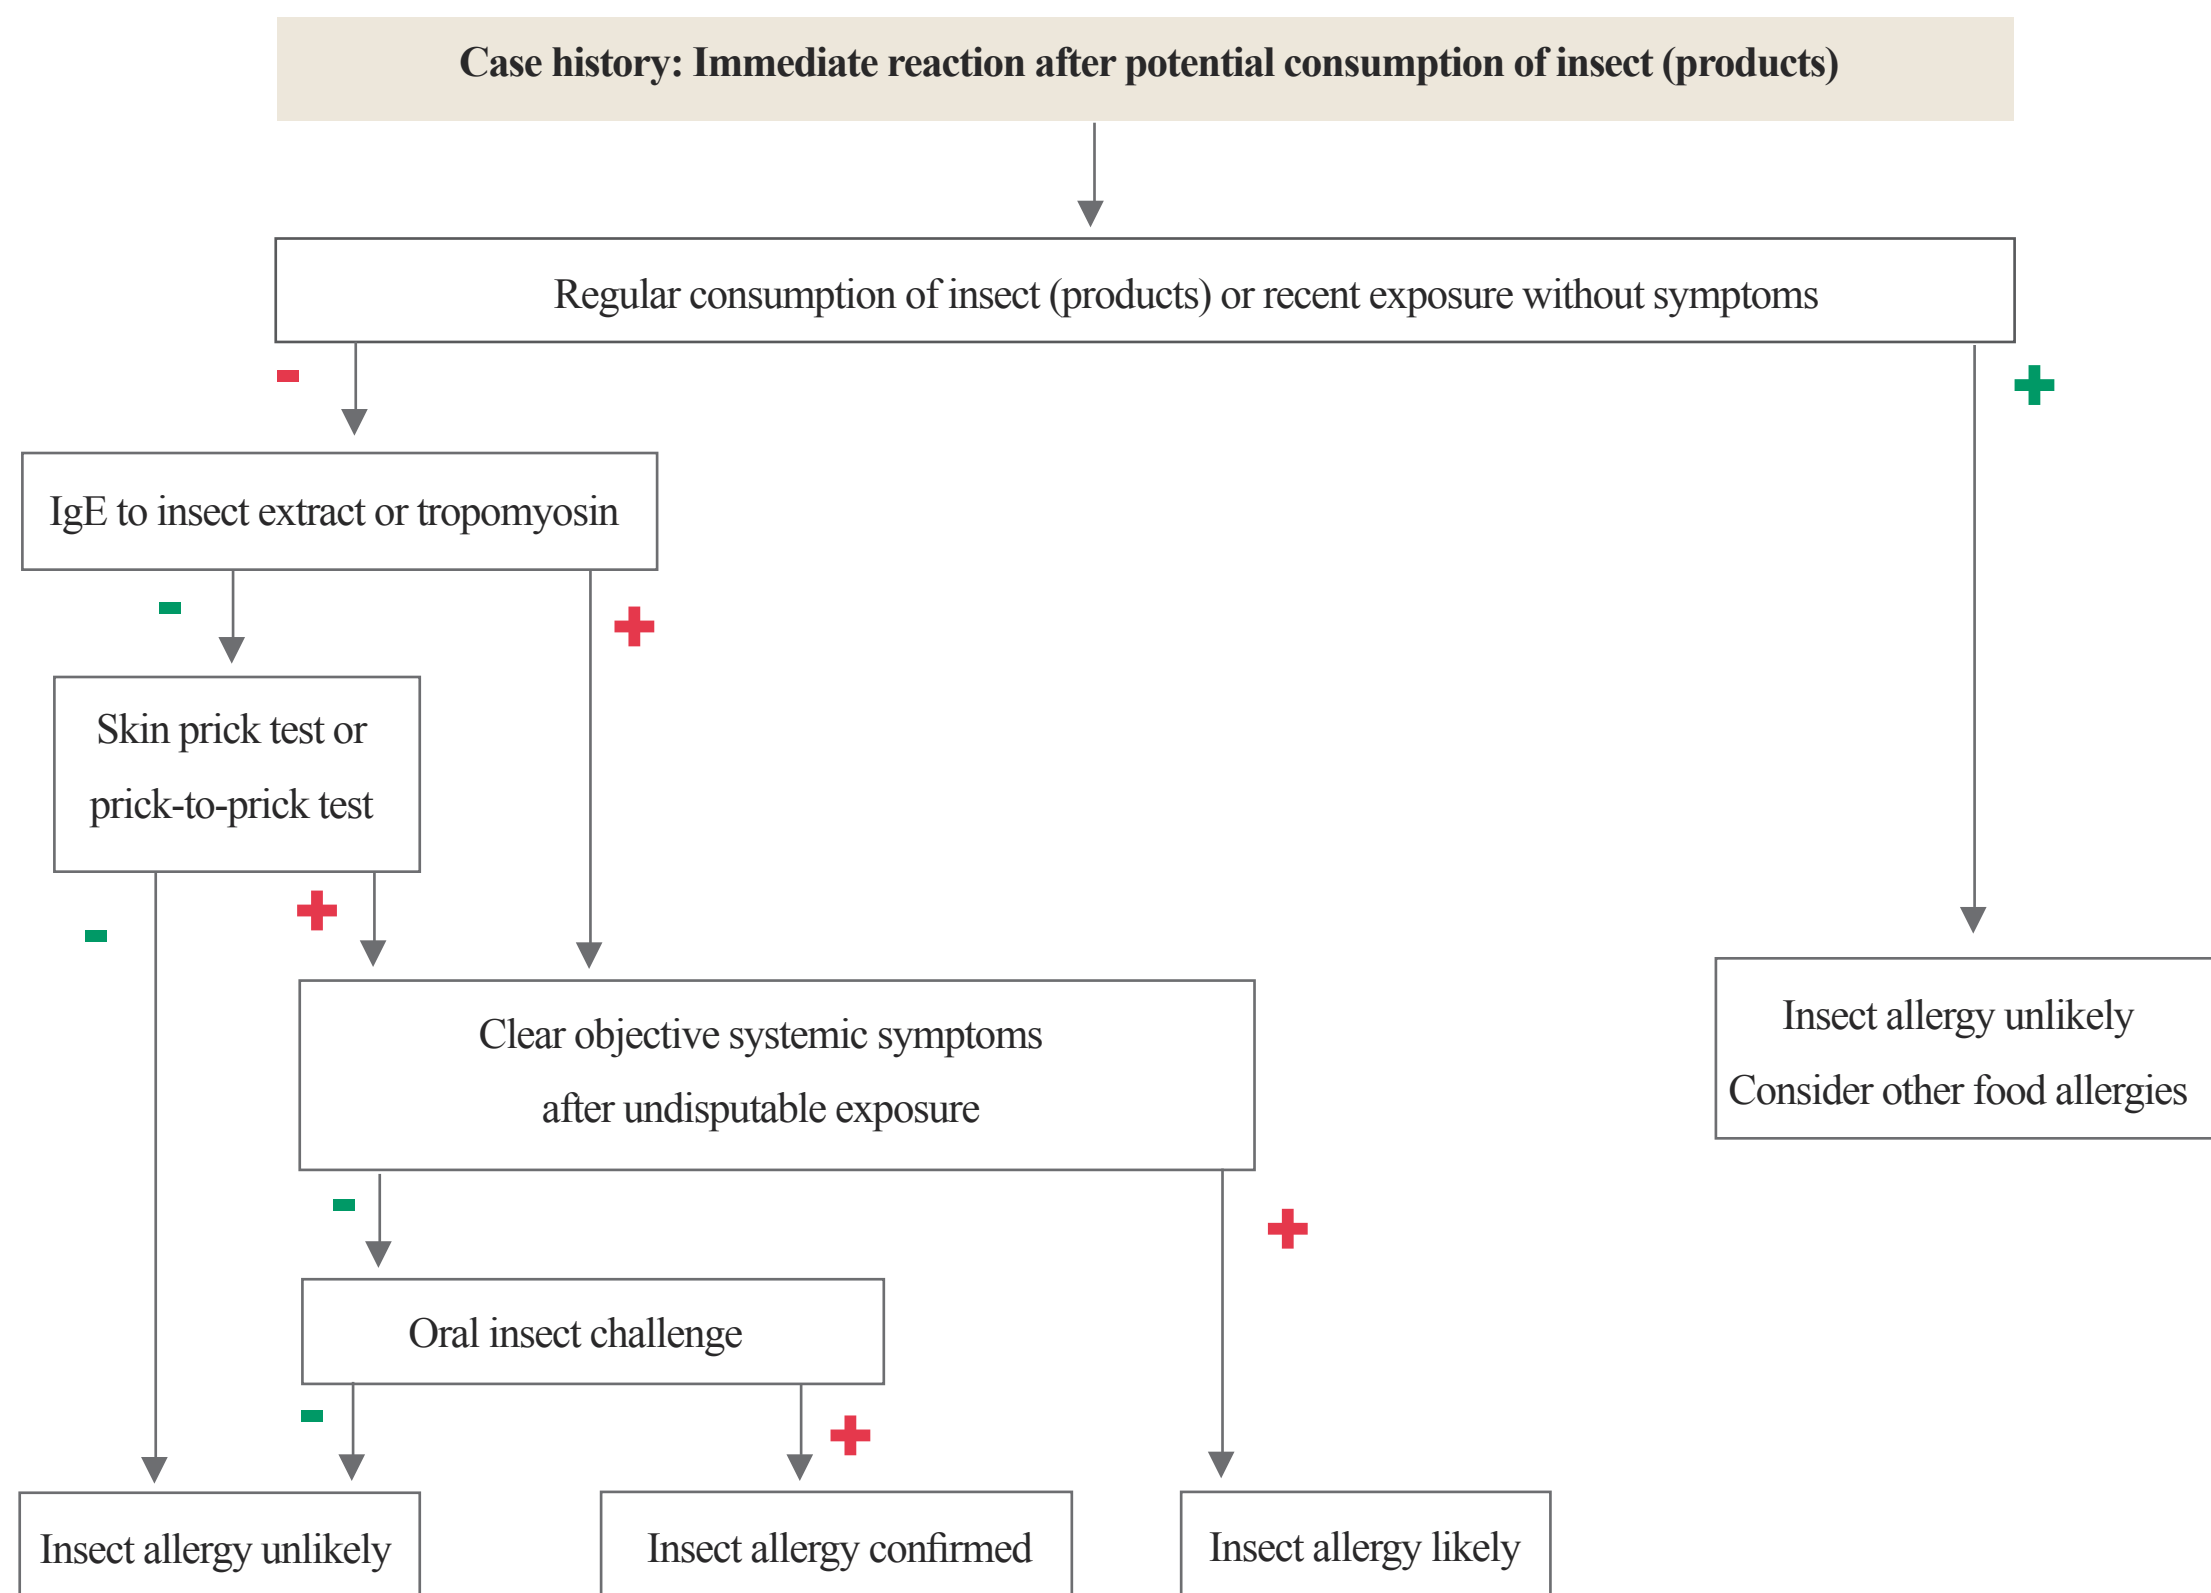 Case history: Immediate reaction after potential consumption of insect (products)
Regular consumption of insect (products) or recent exposure without symptoms
IgE to insect extract or tropomyosin
Skin prick test or
prick-to-prick test
Clear objective systemic symptoms
after undisputable exposure
Insect allergy unlikely
Consider other food allergies
Oral insect challenge
Insect allergy unlikely
Insect allergy confirmed
Insect allergy likely